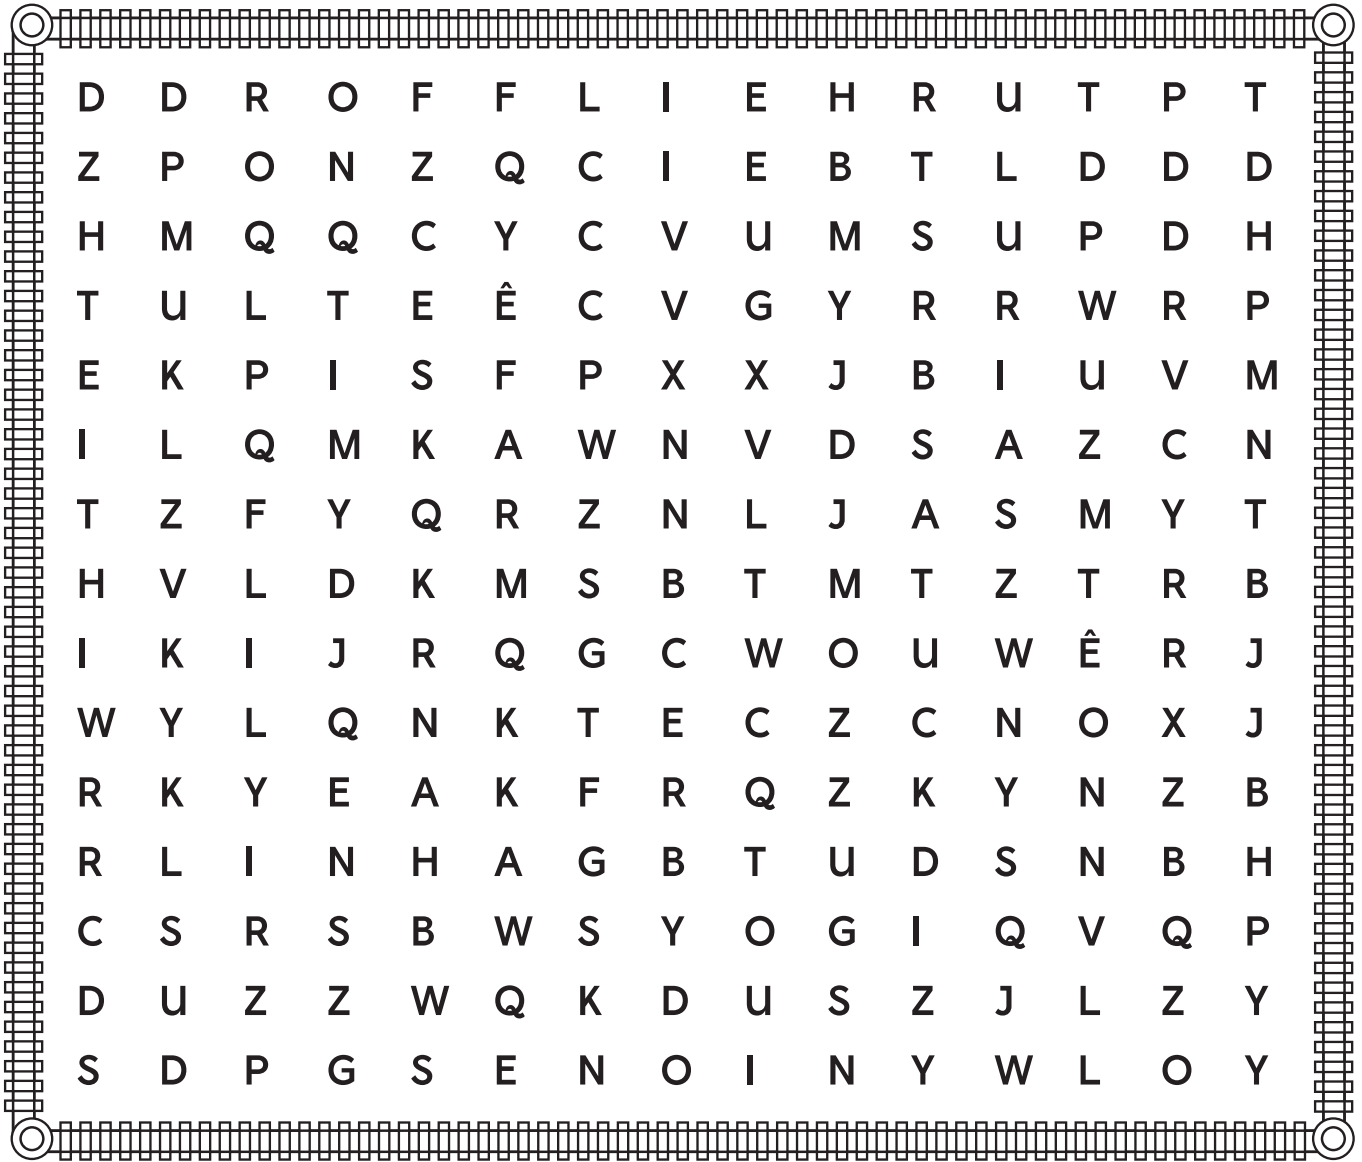 D D R O F F L I E H R U T P T
Z P O N Z Q C I E B T L D D D
H M Q Q C Y C V U M S U P D H
T U L T E Ê C V G Y R R W R P
E K P I S F P X X J B I U V M
I L Q M K A W N V D S A Z C N
T Z F Y Q R Z N L J A S M Y T
H V L D K M S B T M T Z T R B
I K I J R Q G C W O U W Ê R J
W Y L Q N K T E C Z C N O X J
R K Y E A K F R Q Z K Y N Z B
R L I N H A G B T U D S N B H
C S R S B W S Y O G I Q V Q P
D U Z Z W Q K D U S Z J L Z Y
S D P G S E N O I N Y W L O Y